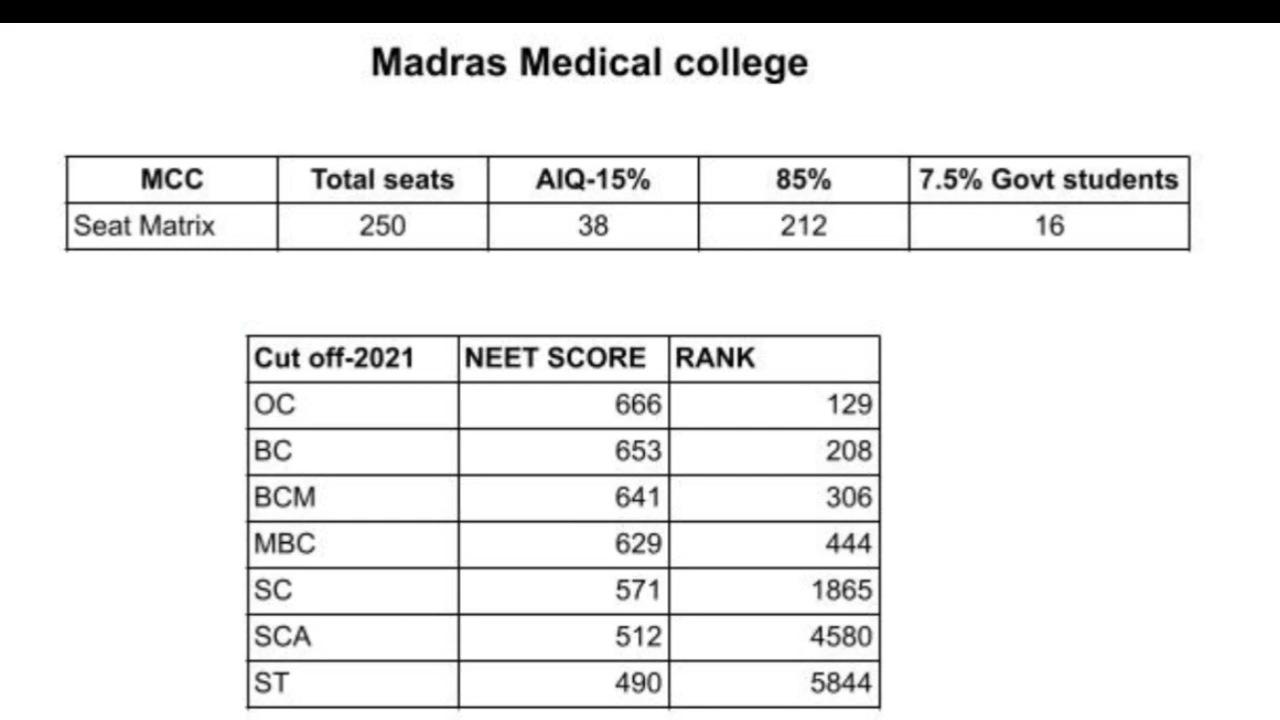 Madras Medical college
MCC Total seats AIQ-15% 85% 7.5% Govt students
Seat Matrix 250 38 212 16
Cut off-2021 NEET SCORE RANK
OC 666 129
BC 653 208
BCM 641 306
MBC 629 444
SC 571 1865
SCA 512 4580
ST 490 5844